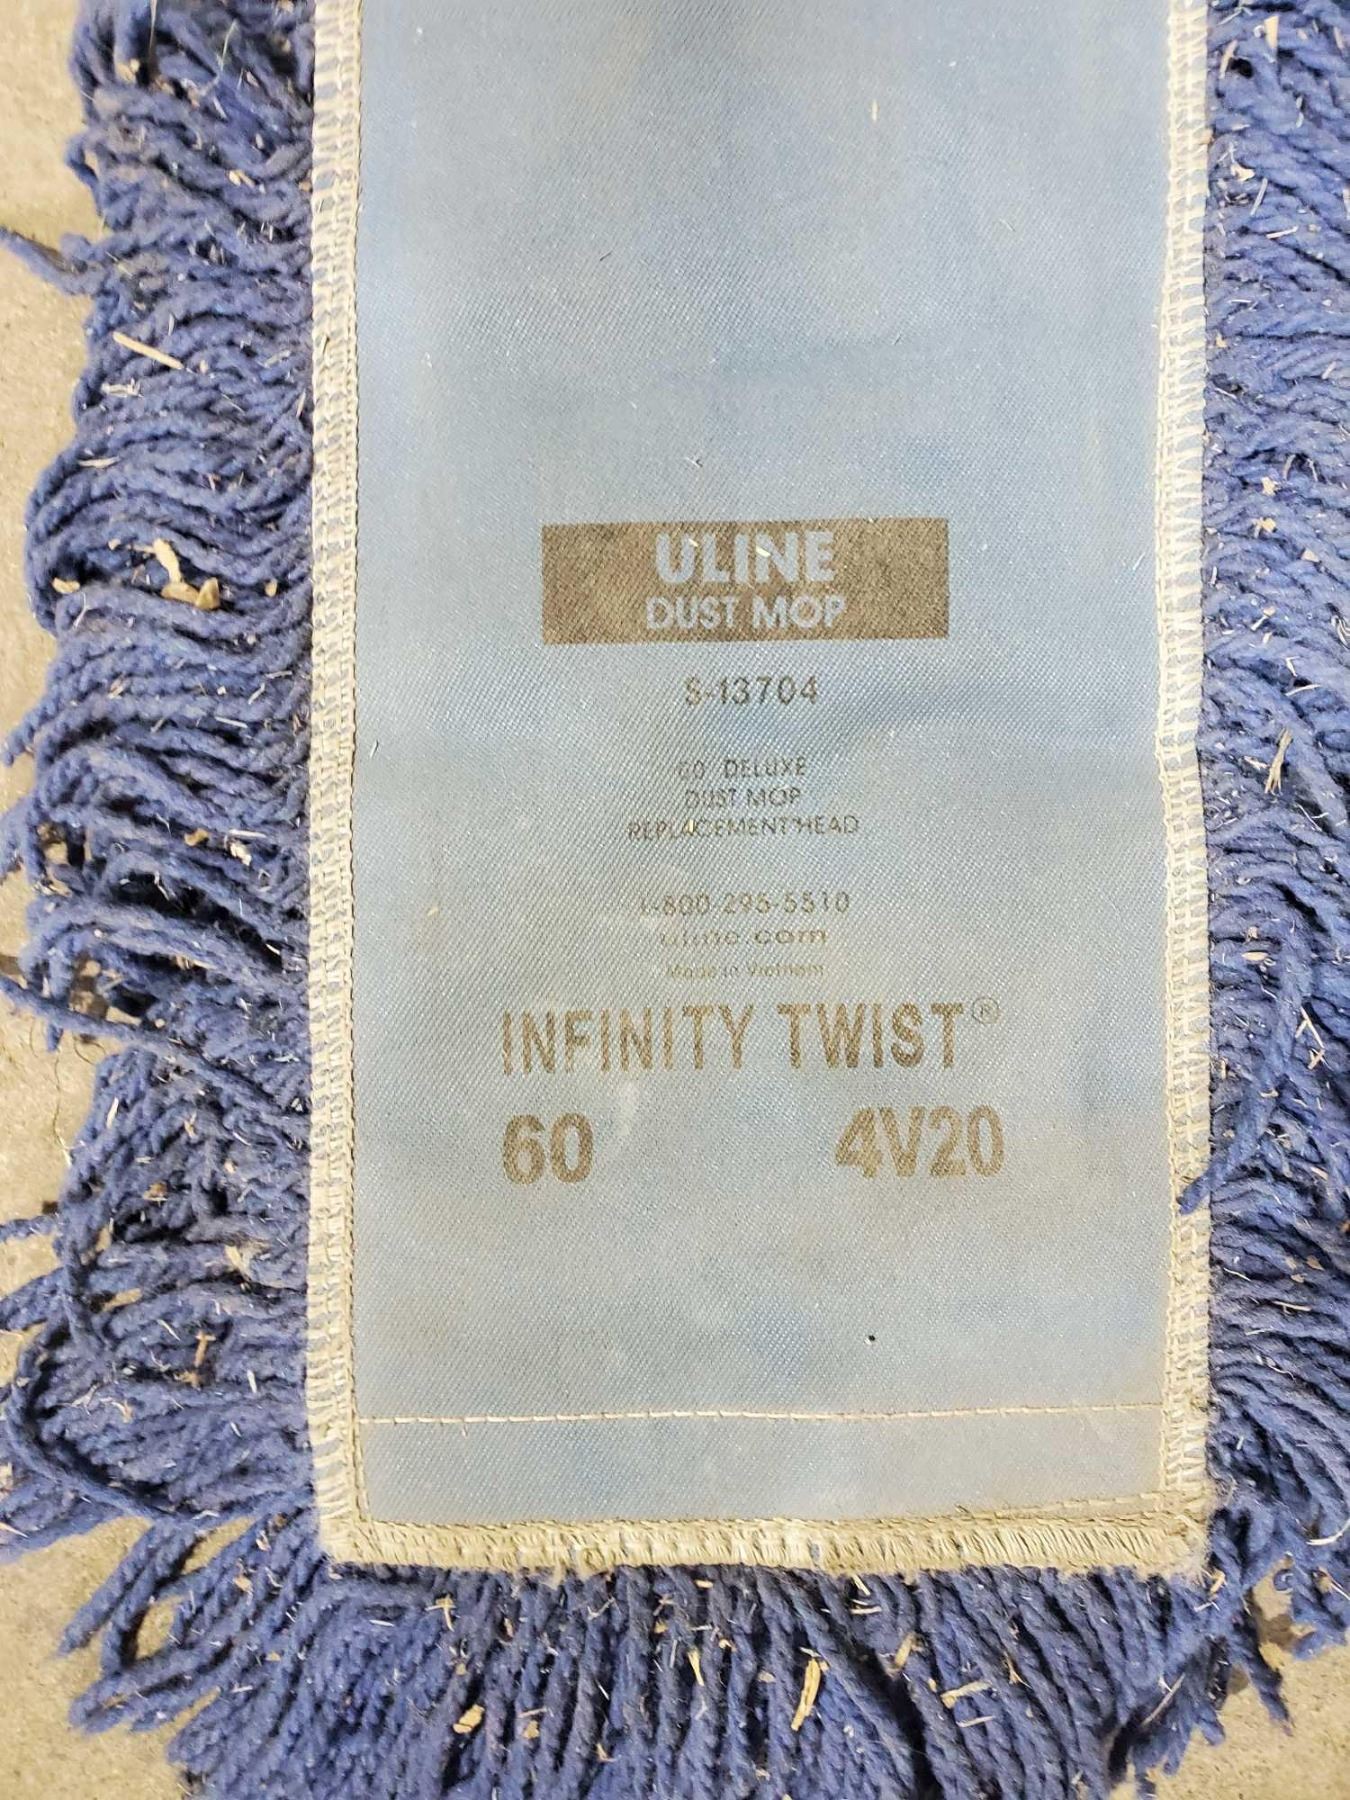 ULINE
DUST MOP
S-13704
60" DELUXE
DUST MOP
REPLACEMENT HEAD
1-800-295-5510
uline.com
Made in Vietnam
INFINITY TWIST®
60 4V20